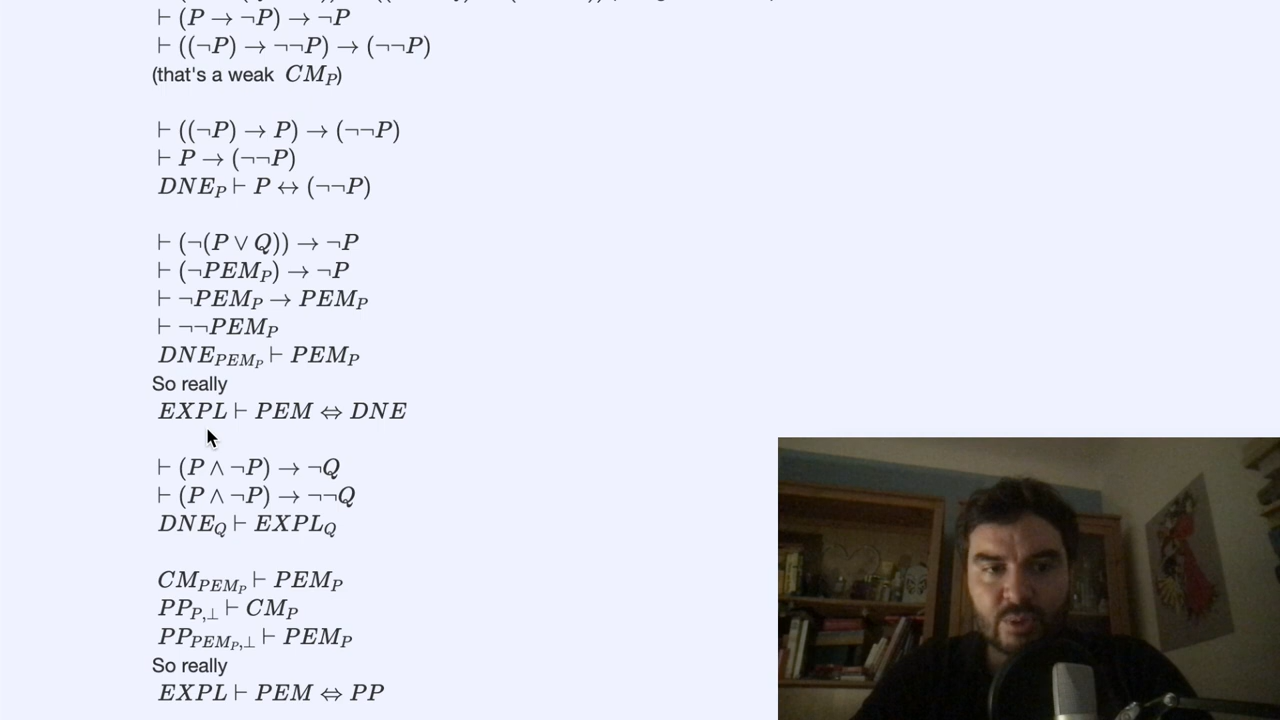 ⊢ (P → ¬P) → ¬P
⊢ ((¬P) → ¬¬P) → (¬¬P)
(that's a weak CM_P)
⊢ ((¬P) → P) → (¬¬P)
⊢ P → (¬¬P)
DNE_P ⊢ P ↔ (¬¬P)
⊢ (¬(P ∨ Q)) → ¬P
⊢ (¬PEM_P) → ¬P
⊢ ¬PEM_P → PEM_P
⊢ ¬¬PEM_P
DNE_{PEM_P} ⊢ PEM_P
So really
EXPL ⊢ PEM ⇔ DNE
⊢ (P ∧ ¬P) → ¬Q
⊢ (P ∧ ¬P) → ¬¬Q
DNE_Q ⊢ EXPL_Q
CM_{PEM_P} ⊢ PEM_P
PP_{P,⊥} ⊢ CM_P
PP_{PEM_P,⊥} ⊢ PEM_P
So really
EXPL ⊢ PEM ⇔ PP